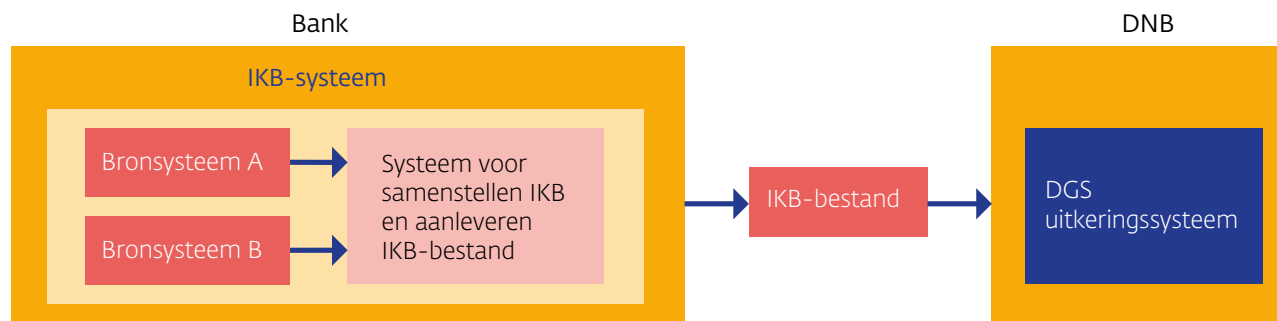 Bank
DNB
IKB-systeem
Bronsysteem A
Bronsysteem B
Systeem voor
samenstellen IKB
en aanleveren
IKB-bestand
IKB-bestand
DGS
uitkeringssysteem